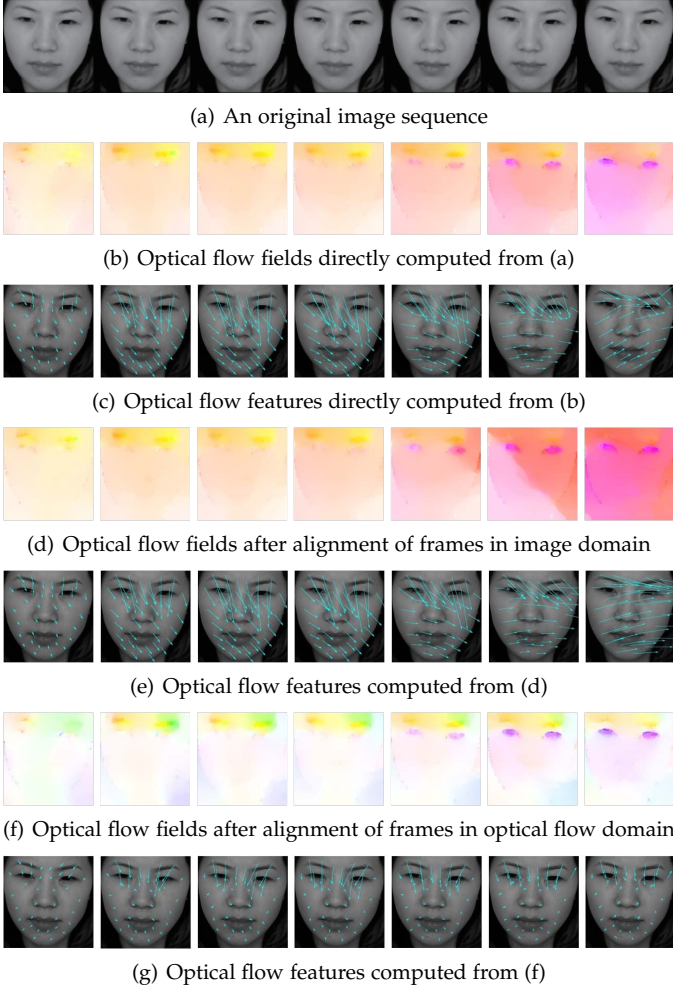 (a) An original image sequence
(b) Optical flow fields directly computed from (a)
(c) Optical flow features directly computed from (b)
(d) Optical flow fields after alignment of frames in image domain
(e) Optical flow features computed from (d)
(f) Optical flow fields after alignment of frames in optical flow domain
(g) Optical flow features computed from (f)